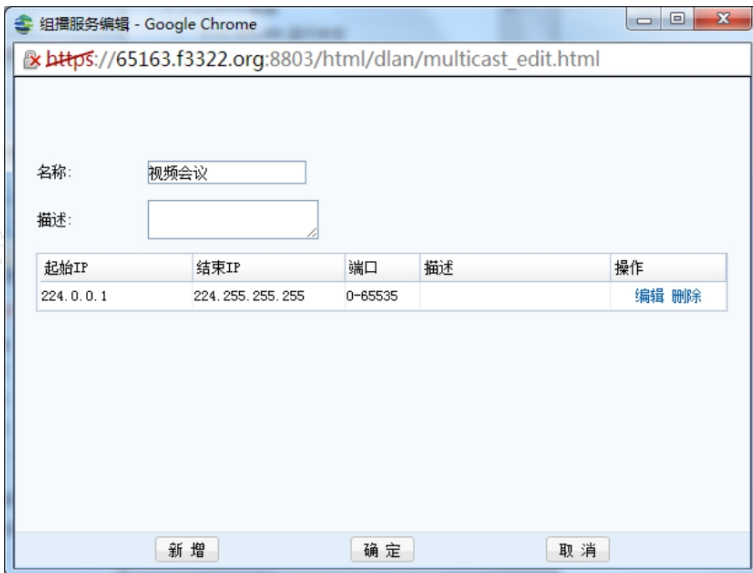 组播服务编辑 - Google Chrome
https://65163.f3322.org:8803/html/dlan/multicast_edit.html
名称: 视频会议
描述:
起始IP 结束IP 端口 描述 操作
224.0.0.1 224.255.255.255 0-65535 编辑 删除
新增 确定 取消